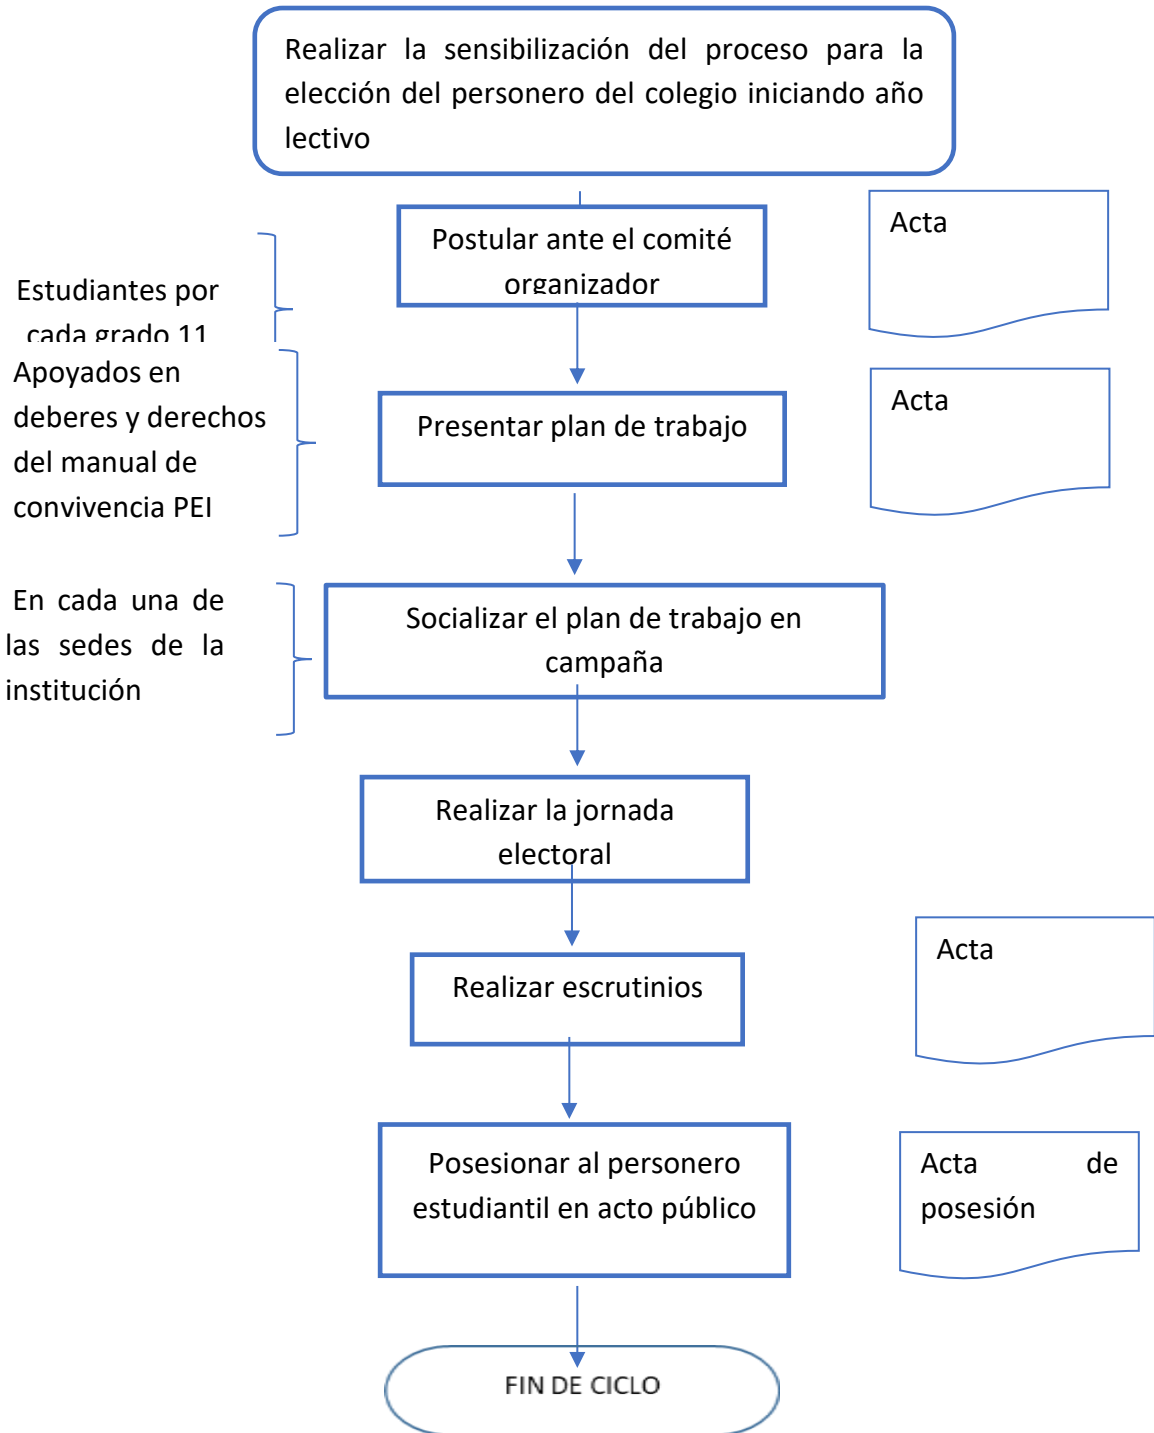 Realizar la sensibilización del proceso para la
elección del personero del colegio iniciando año
lectivo
Postular ante el comité
organizador
Acta
Estudiantes por
cada grado 11
Apoyados en
deberes y derechos
del manual de
convivencia PEI
Presentar plan de trabajo
Acta
En cada una de
las sedes de la
institución
Socializar el plan de trabajo en
campaña
Realizar la jornada
electoral
Realizar escrutinios
Acta
Posesionar al personero
estudiantil en acto público
Acta de
posesión
FIN DE CICLO